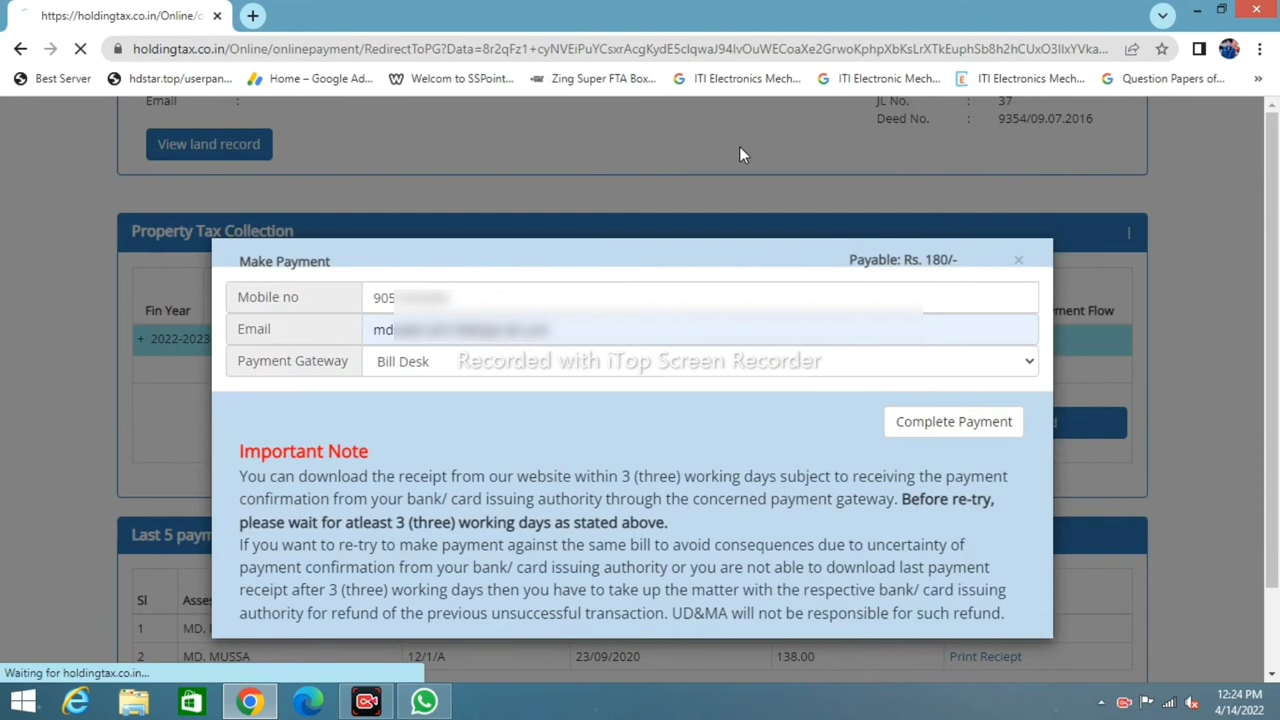 https://holdingtax.co.in/Online/o
holdingtax.co.in/Online/onlinepayment/RedirectToPG?Data=
Best Server
hdstar.top/userpan...
Home – Google Ad...
Welcom to SSPoint...
Zing Super FTA Box...
ITI Electronics Mech...
ITI Electronic Mech...
ITI Electronics Mech...
Question Papers of...
»
Email :
JL No. : 37
Deed No. : 9354/09.07.2016
View land record
Property Tax Collection
Make Payment
Payable: Rs. 180/-
×
Fin Year
yment Flow
+ 2022-2023
Mobile no 905
Email md
Payment Gateway Bill Desk
Recorded with iTop Screen Recorder
Complete Payment
d
Important Note
You can download the receipt from our website within 3 (three) working days subject to receiving the payment
confirmation from your bank/ card issuing authority through the concerned payment gateway. Before re-try,
please wait for atleast 3 (three) working days as stated above.
If you want to re-try to make payment against the same bill to avoid consequences due to uncertainty of
payment confirmation from your bank/ card issuing authority or you are not able to download last payment
receipt after 3 (three) working days then you have to take up the matter with the respective bank/ card issuing
authority for refund of the previous unsuccessful transaction. UD&MA will not be responsible for such refund.
Last 5 paym
Sl Asses
1 MD.
2 MD. MUSSA 12/1/A 23/09/2020 138.00 Print Reciept
Waiting for holdingtax.co.in...
12:24 PM
4/14/2022